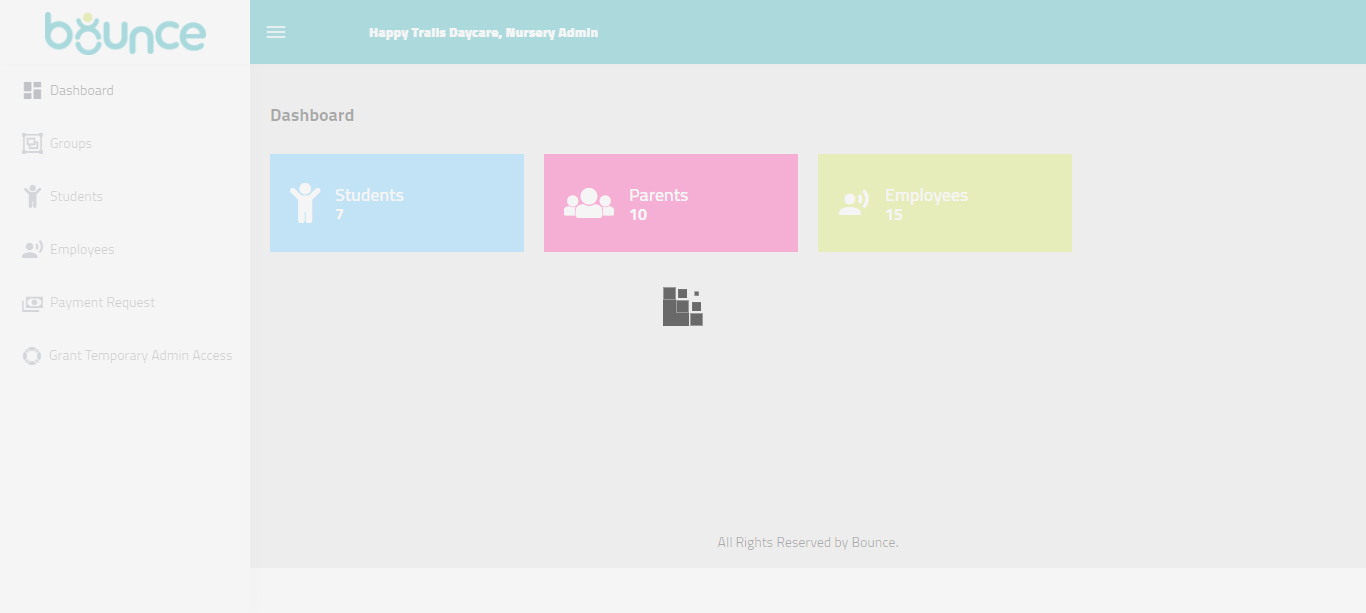 bounce
Happy Trails Daycare, Nursery Admin
Dashboard
Groups
Students
Employees
Payment Request
Grant Temporary Admin Access
Dashboard
Students
7
Parents
10
Employees
15
All Rights Reserved by Bounce.